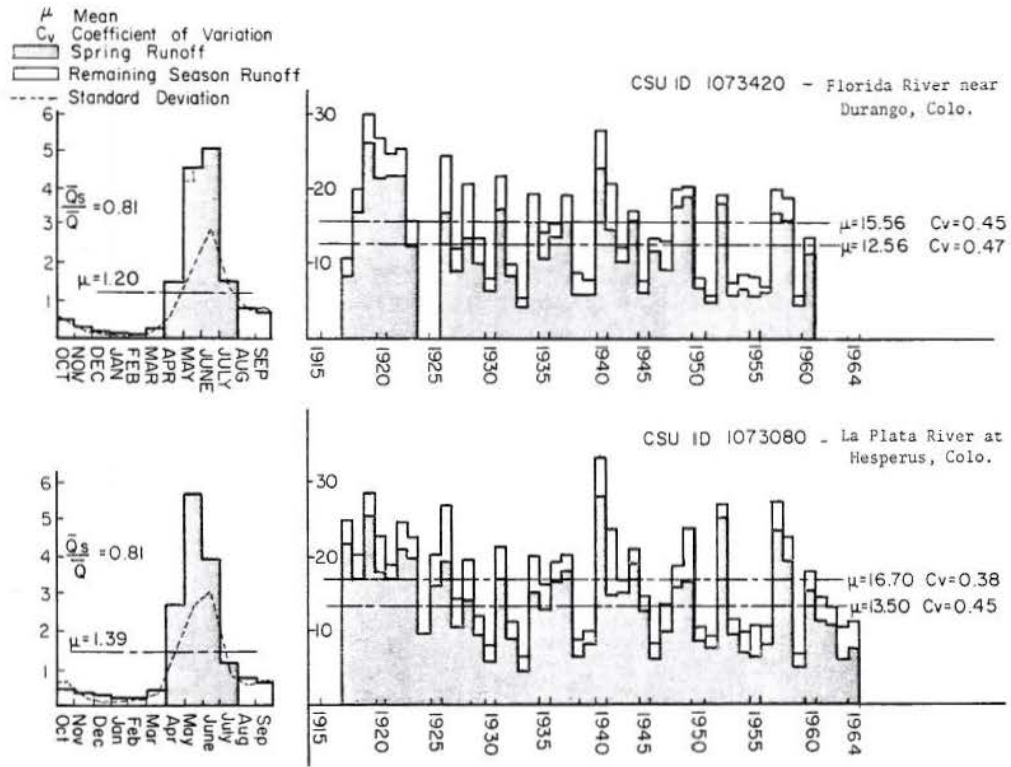 μ Mean
Cv Coefficient of Variation
Spring Runoff
Remaining Season Runoff
Standard Deviation
CSU ID 1073420 - Florida River near
Durango, Colo.
6
5
4
3
2
1
Q̄s/Q̄ =0.81
μ=1.20
OCT NOV DEC JAN FEB MAR APR MAY JUNE JULY AUG SEP
30
20
10
μ=15.56 Cv=0.45
μ=12.56 Cv=0.47
1915 1920 1925 1930 1935 1940 1945 1950 1955 1960 1964
CSU ID 1073080 - La Plata River at
Hesperus, Colo.
6
5
4
3
2
1
Q̄s/Q̄ =0.81
μ=1.39
Oct Nov Dec Jan Feb Mar Apr May June July Aug Sep
30
20
10
μ=16.70 Cv=0.38
μ=13.50 Cv=0.45
1915 1920 1925 1930 1935 1940 1945 1950 1955 1960 1964